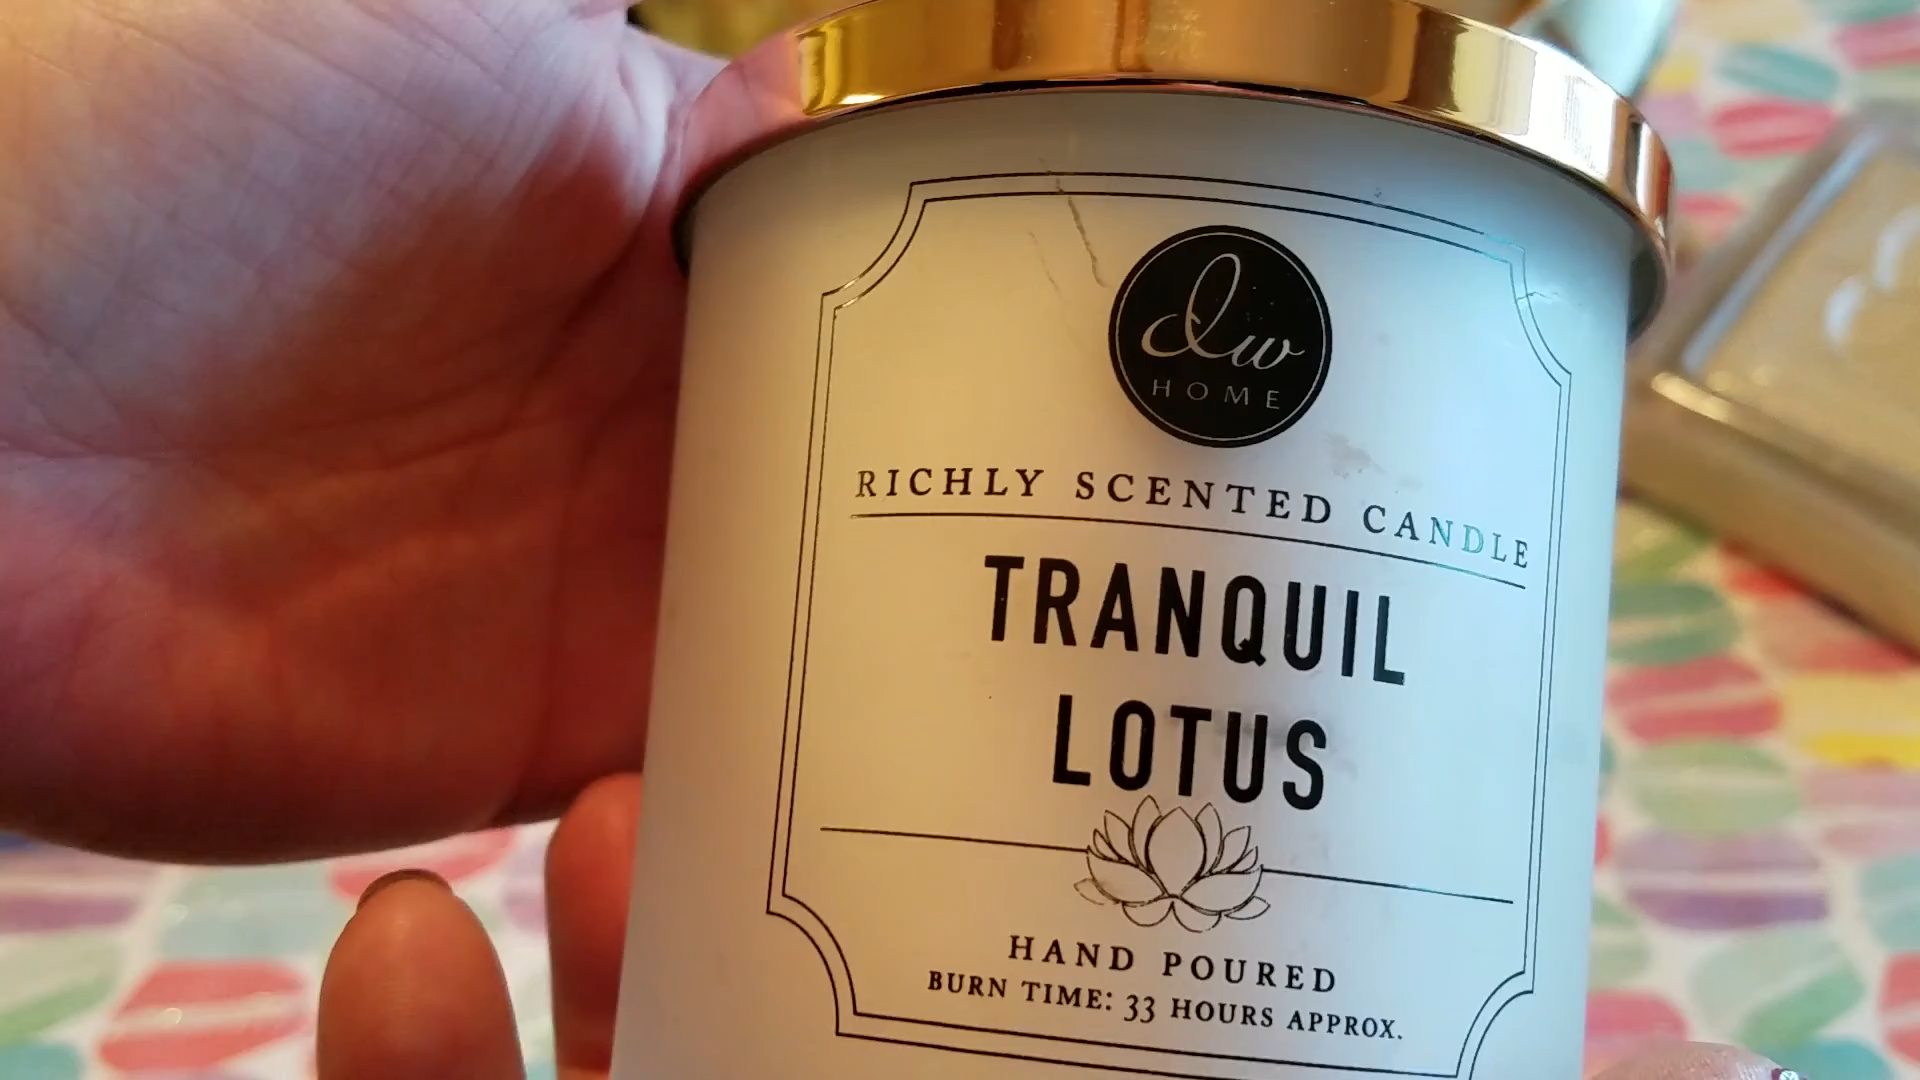 dw
HOME
RICHLY SCENTED CANDLE
TRANQUIL
LOTUS
HAND POURED
BURN TIME: 33 HOURS APPROX.